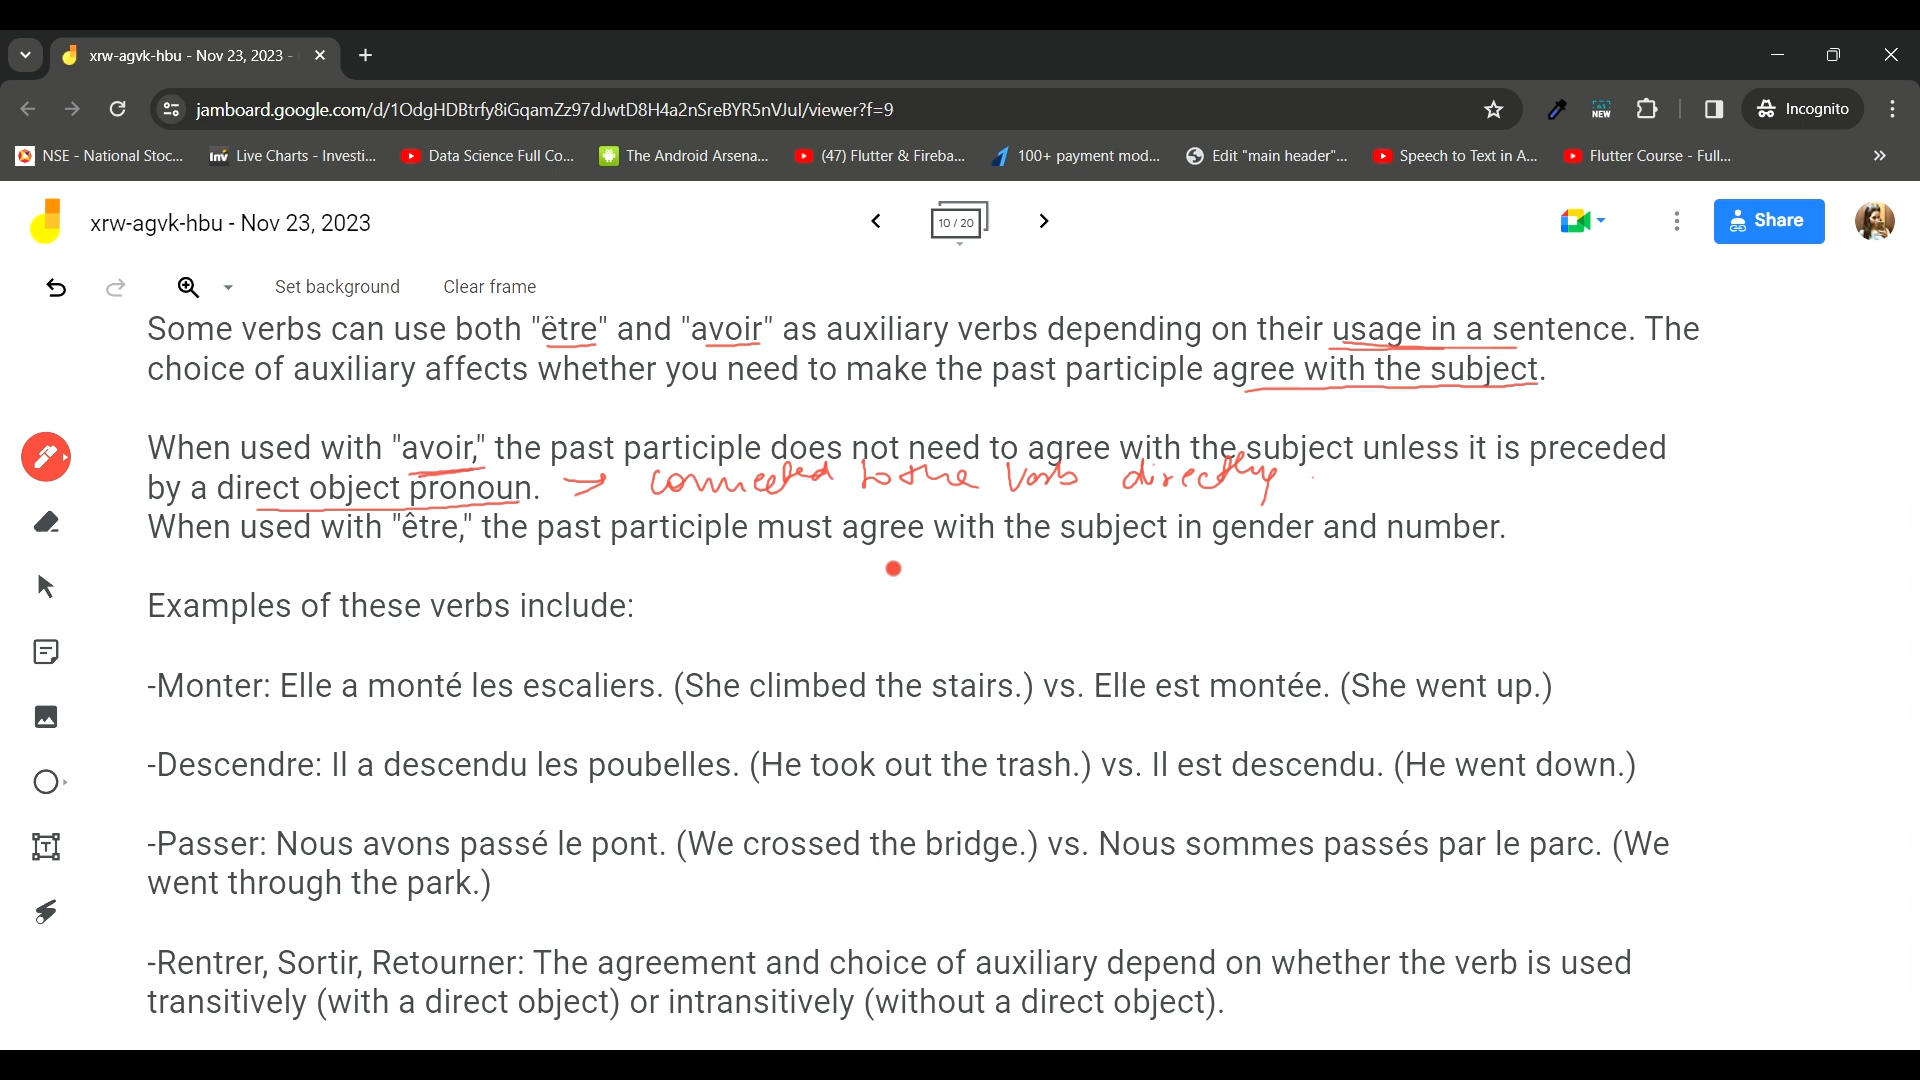 xrw-agvk-hbu - Nov 23, 2023 -
jamboard.google.com/d/1OdgHDBtrfy8iGqamZz97dJwtD8H4a2nSreBYR5nVJuI/viewer?f=9
NEW
Incognito
NSE - National Stoc...
Inv Live Charts - Investi...
Data Science Full Co...
The Android Arsena...
(47) Flutter & Fireba...
100+ payment mod...
Edit "main header"...
Speech to Text in A...
Flutter Course - Full...
»
xrw-agvk-hbu - Nov 23, 2023
10 / 20
Share
Set background
Clear frame
Some verbs can use both "être" and "avoir" as auxiliary verbs depending on their usage in a sentence. The
choice of auxiliary affects whether you need to make the past participle agree with the subject.
When used with "avoir," the past participle does not need to agree with the subject unless it is preceded
by a direct object pronoun. → connected to the Verb directly
When used with "être," the past participle must agree with the subject in gender and number.
Examples of these verbs include:
-Monter: Elle a monté les escaliers. (She climbed the stairs.) vs. Elle est montée. (She went up.)
-Descendre: Il a descendu les poubelles. (He took out the trash.) vs. Il est descendu. (He went down.)
-Passer: Nous avons passé le pont. (We crossed the bridge.) vs. Nous sommes passés par le parc. (We
went through the park.)
-Rentrer, Sortir, Retourner: The agreement and choice of auxiliary depend on whether the verb is used
transitively (with a direct object) or intransitively (without a direct object).